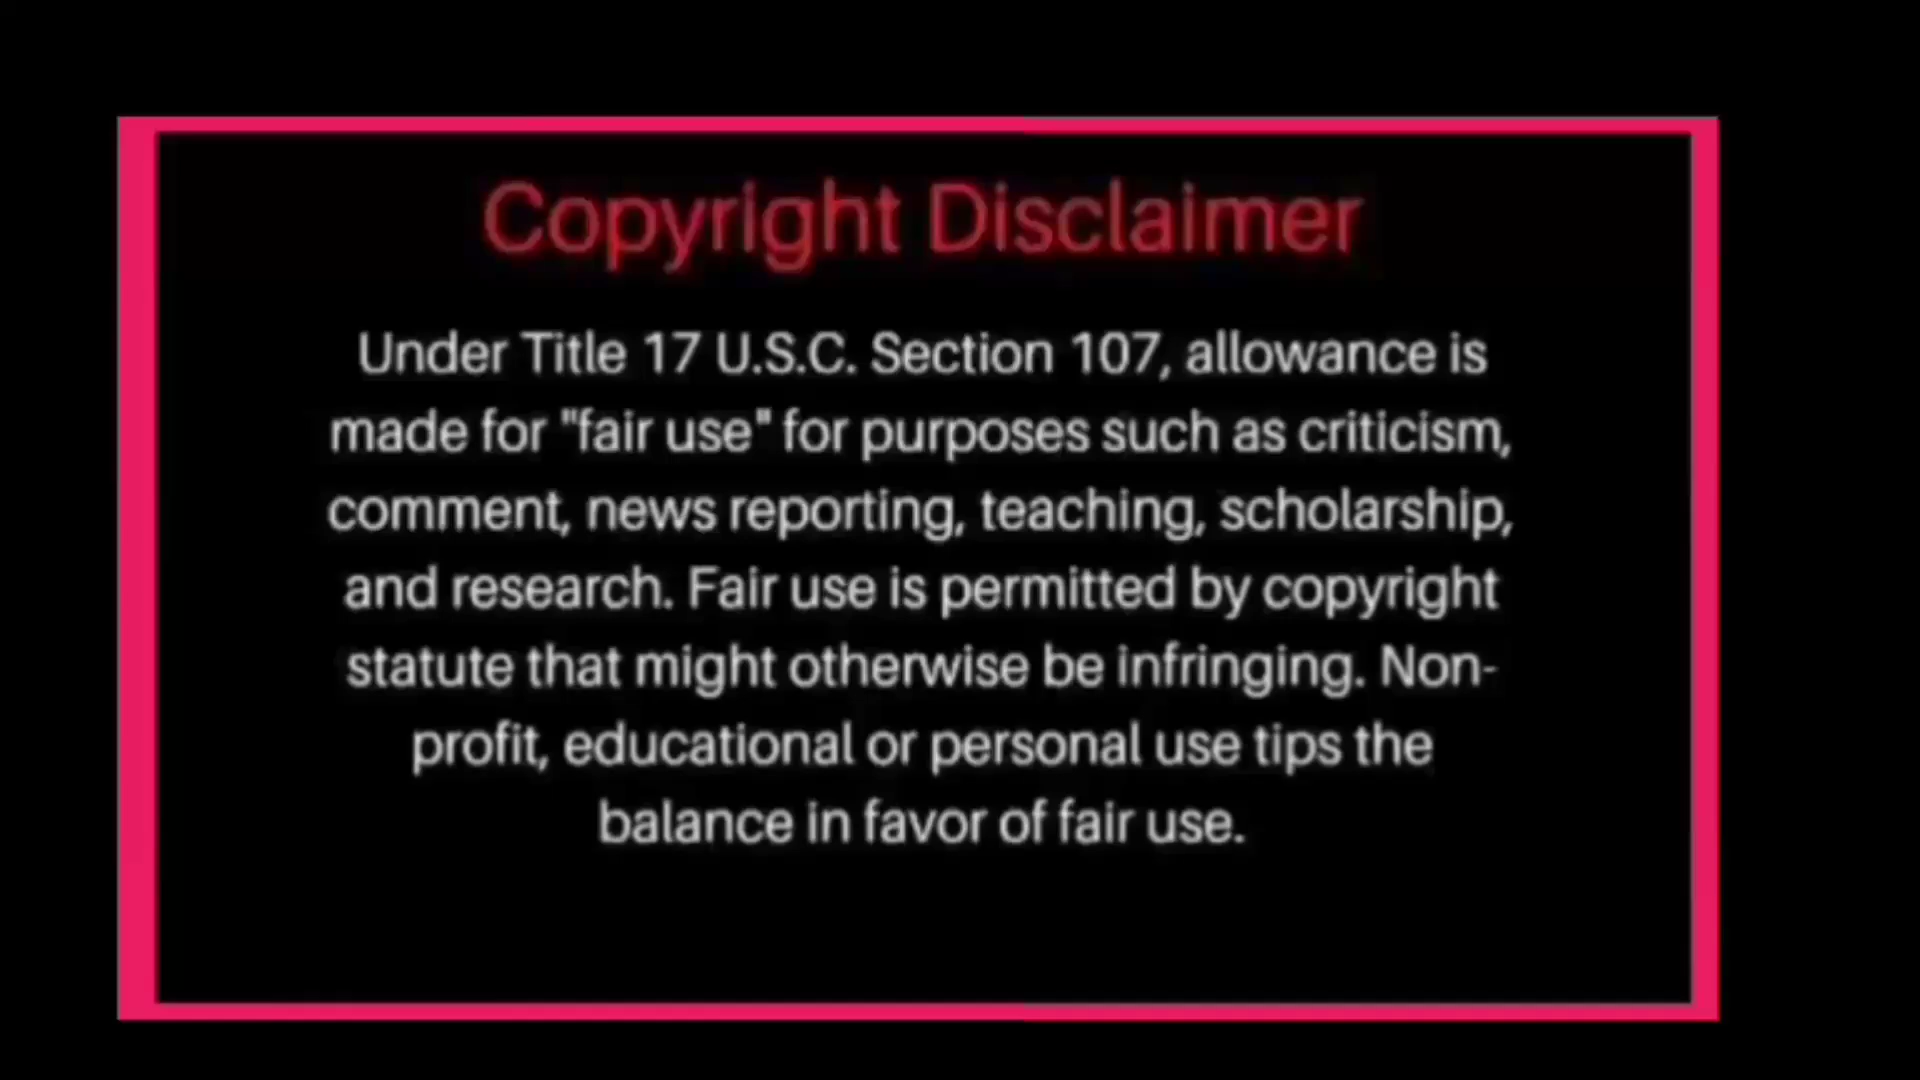 Copyright Disclaimer
Under Title 17 U.S.C. Section 107, allowance is
made for "fair use" for purposes such as criticism,
comment, news reporting, teaching, scholarship,
and research. Fair use is permitted by copyright
statute that might otherwise be infringing. Non-
profit, educational or personal use tips the
balance in favor of fair use.